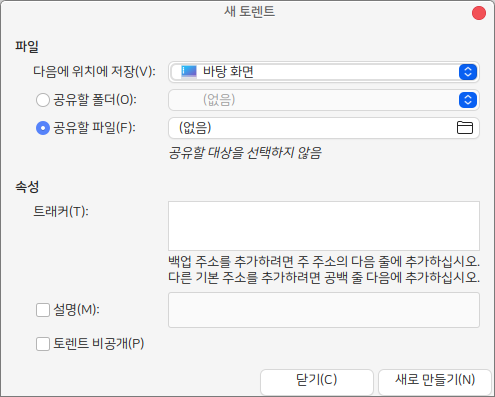 새 토렌트
파일
다음에 위치에 저장(V): 바탕 화면
공유할 폴더(O): (없음)
공유할 파일(F): (없음)
공유할 대상을 선택하지 않음
속성
트래커(T):
백업 주소를 추가하려면 주 주소의 다음 줄에 추가하십시오.
다른 기본 주소를 추가하려면 공백 줄 다음에 추가하십시오.
설명(M):
토렌트 비공개(P)
닫기(C) 새로 만들기(N)